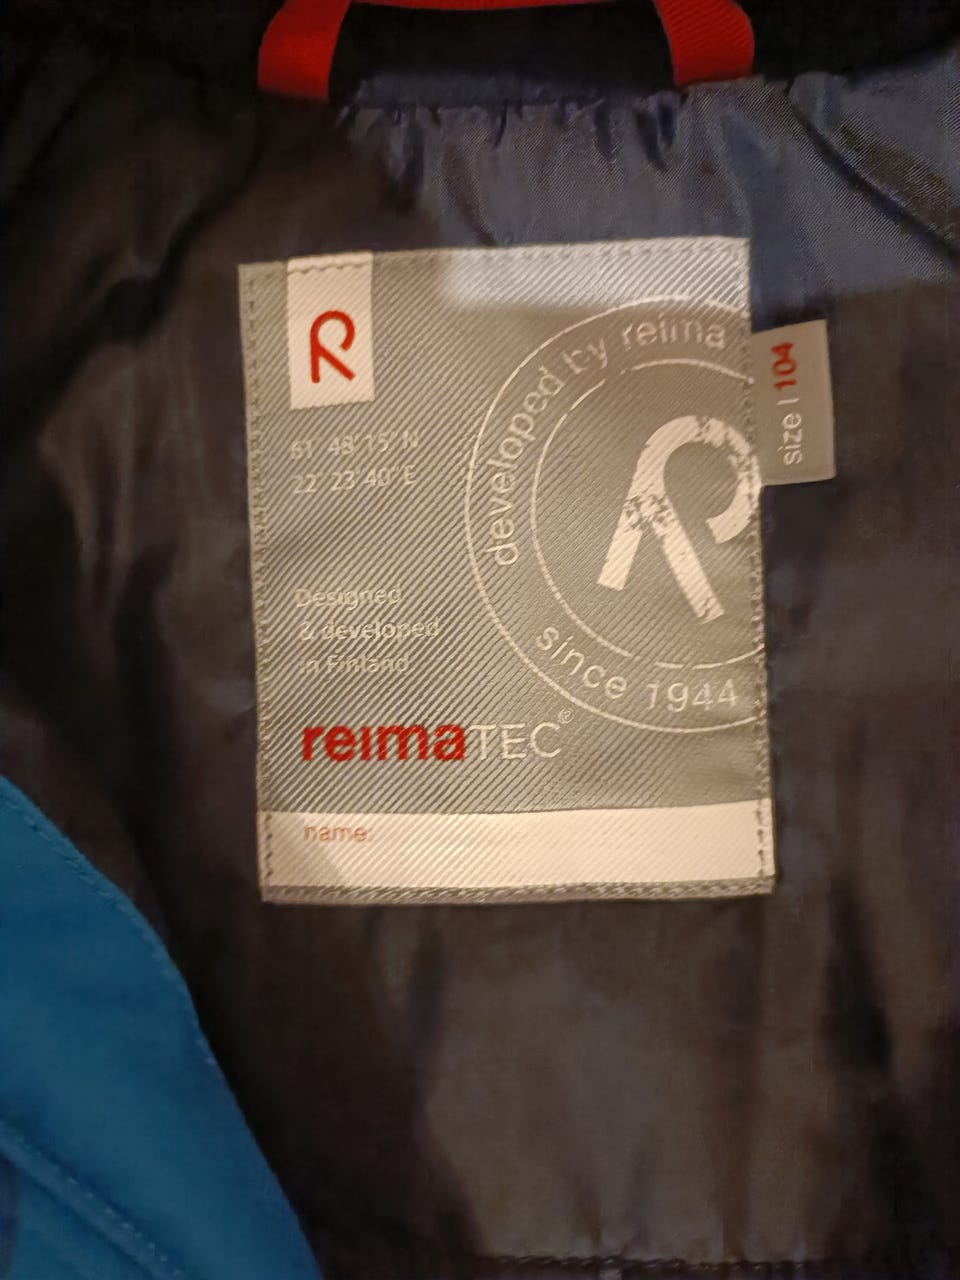 R
61° 48' 15" N
22° 23' 40" E
developed by reima
since 1944
size | 104
Designed
& developed
in Finland
reimaTEC®
name: